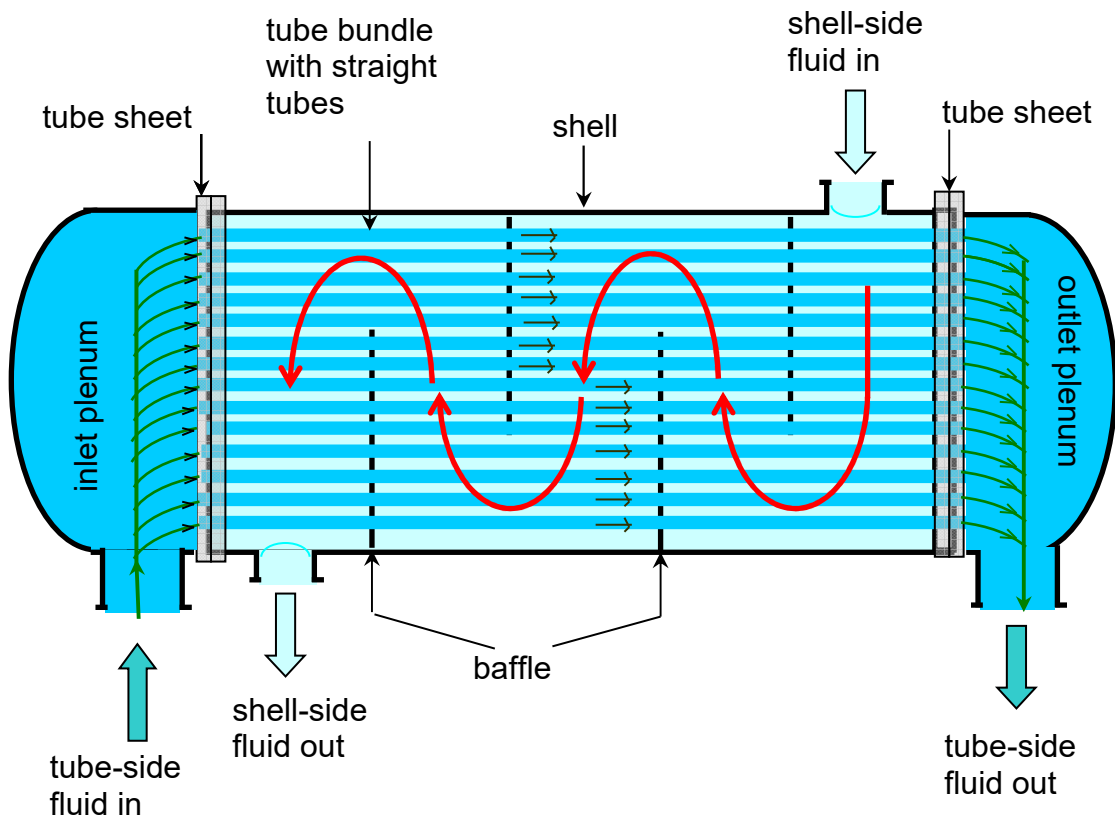 tube bundle
with straight
tubes
shell-side
fluid in
tube sheet
shell
tube sheet
inlet plenum
outlet plenum
baffle
shell-side
fluid out
tube-side
fluid in
tube-side
fluid out